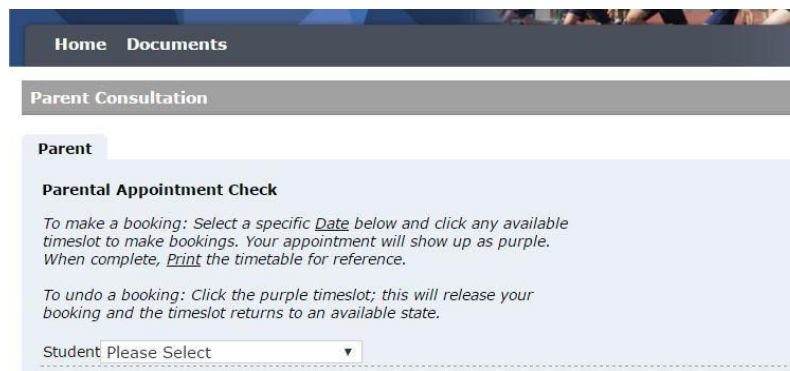 Home Documents
Parent Consultation
Parent
Parental Appointment Check
To make a booking: Select a specific Date below and click any available
timeslot to make bookings. Your appointment will show up as purple.
When complete, Print the timetable for reference.
To undo a booking: Click the purple timeslot; this will release your
booking and the timeslot returns to an available state.
Student Please Select